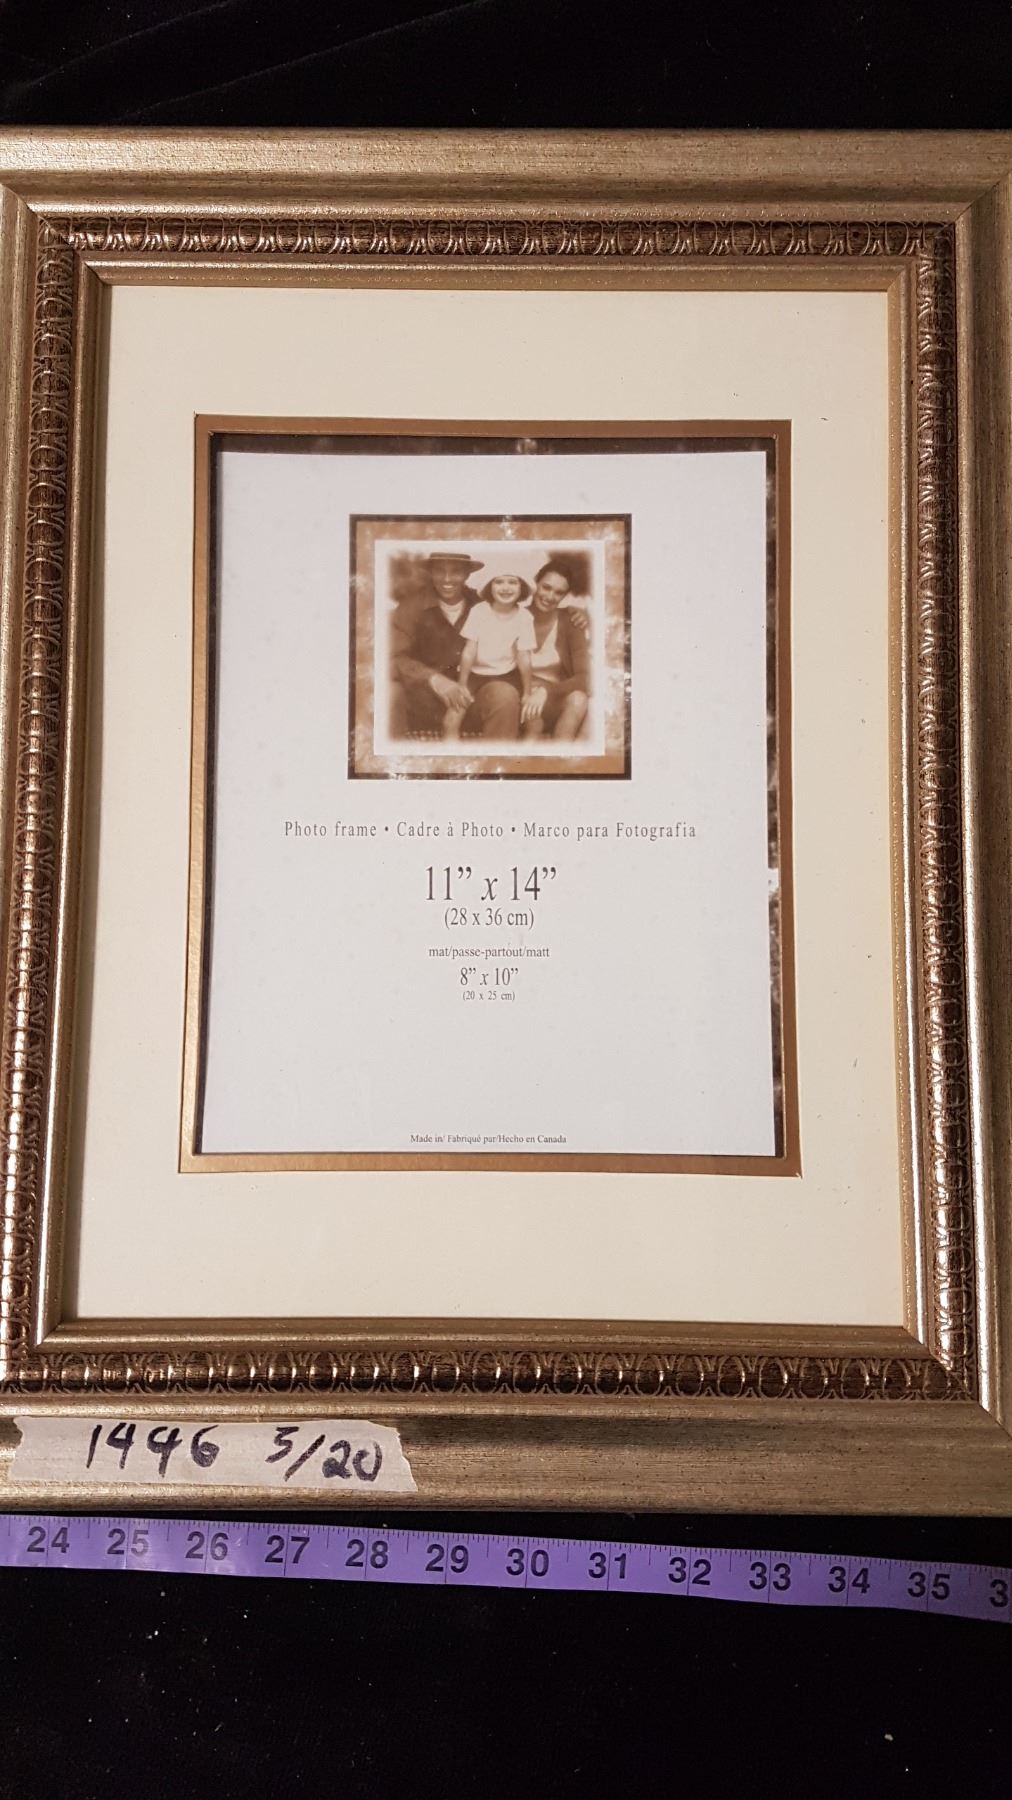 Photo frame • Cadre à Photo • Marco para Fotografia
11” x 14”
(28 x 36 cm)
mat/passe-partout/matt
8” x 10”
(20 x 25 cm)
Made in/ Fabriqué par/Hecho en Canada
1446 5/20
24 25 26 27 28 29 30 31 32 33 34 35 3